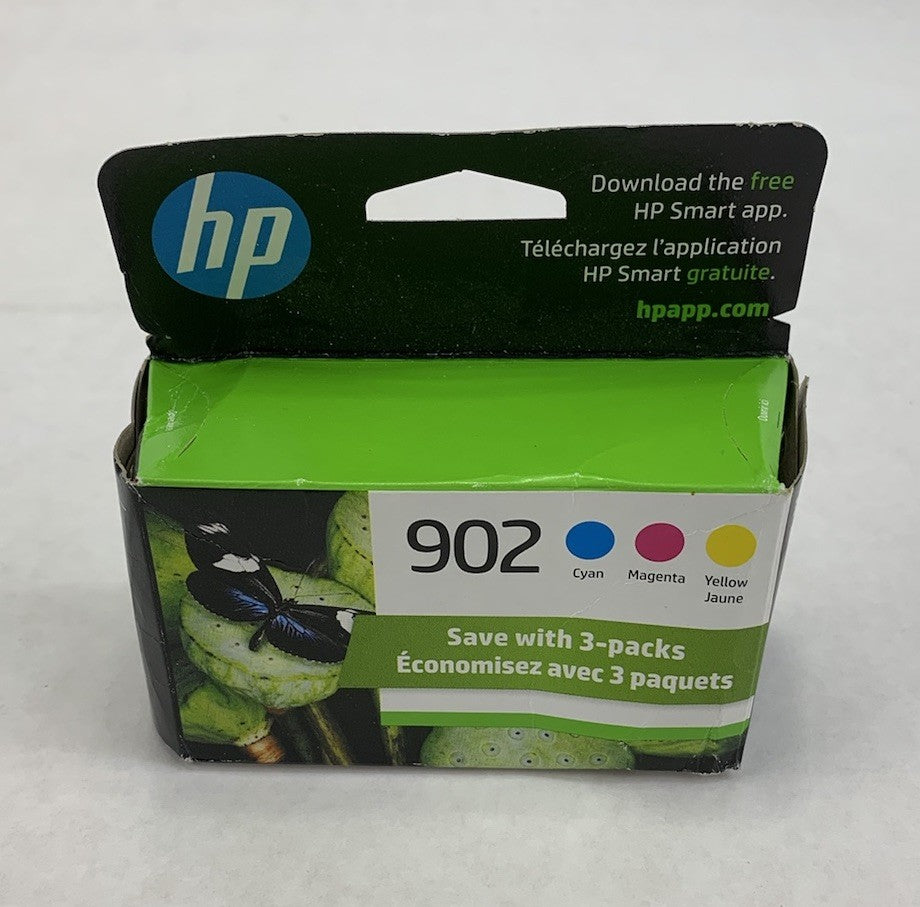 hp
Download the free
HP Smart app.
Téléchargez l'application
HP Smart gratuite.
hpapp.com
902
Cyan
Magenta
Yellow
Jaune
Save with 3-packs
Économisez avec 3 paquets